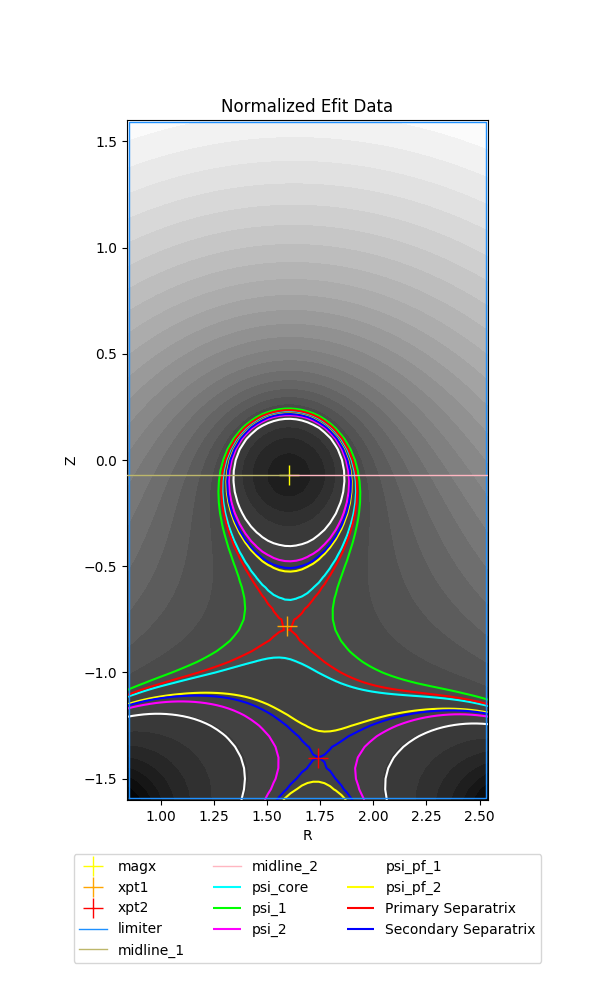 Normalized Efit Data
1.5
1.0
0.5
0.0
−0.5
−1.0
−1.5
Z
1.00 1.25 1.50 1.75 2.00 2.25 2.50
R
magx midline_2 psi_pf_1
xpt1 psi_core psi_pf_2
xpt2 psi_1 Primary Separatrix
limiter psi_2 Secondary Separatrix
midline_1